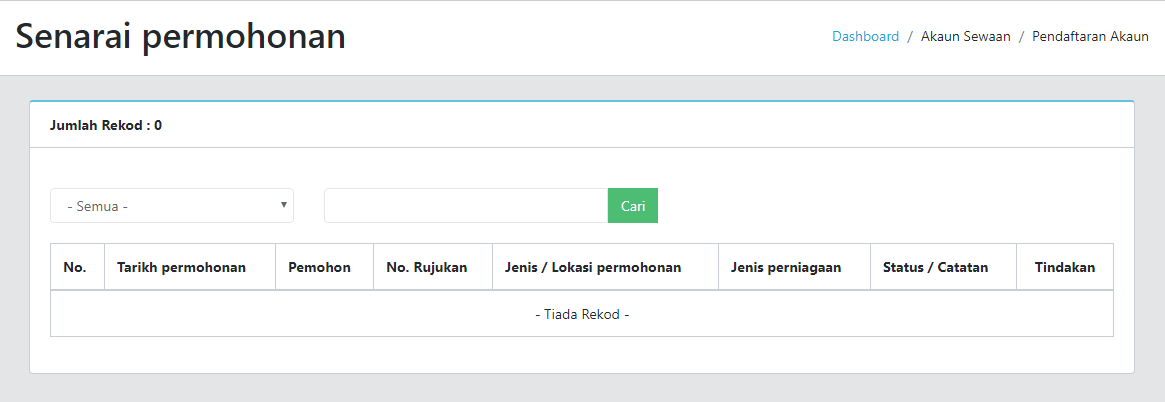 Senarai permohonan
Dashboard / Akaun Sewaan / Pendaftaran Akaun
Jumlah Rekod : 0
- Semua -
Cari
No. Tarikh permohonan Pemohon No. Rujukan Jenis / Lokasi permohonan Jenis perniagaan Status / Catatan Tindakan
- Tiada Rekod -